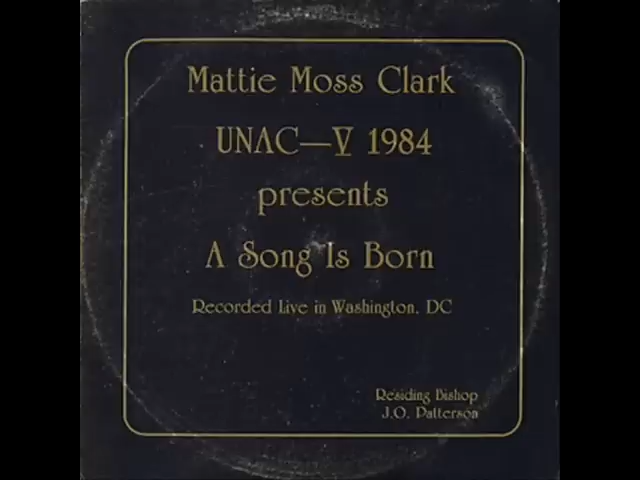 Mattie Moss Clark
UNAC—V 1984
presents
A Song Is Born
Recorded Live in Washington, DC
Residing Bishop
J.O. Patterson